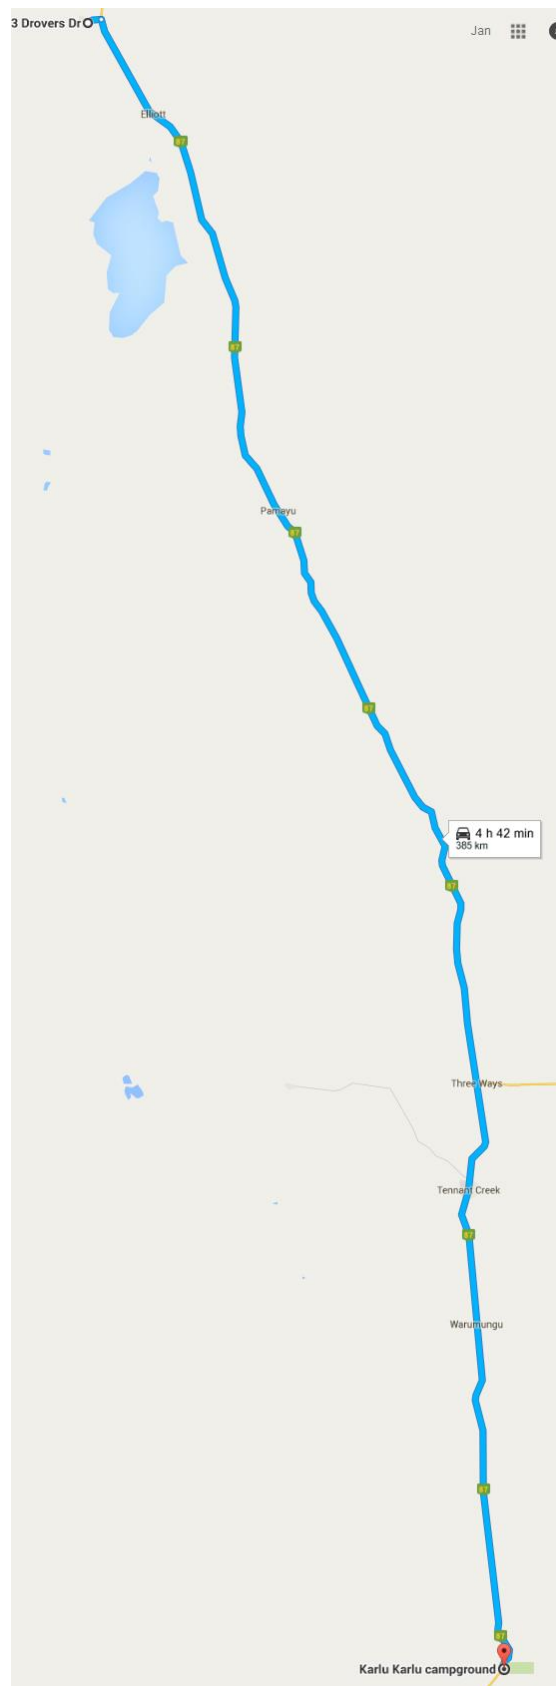 3 Drovers Dr
Jan
Elliott
87
87
Pamayu
87
87
4 h 42 min
385 km
87
Three Ways
Tennant Creek
87
Warumungu
87
87
Karlu Karlu campground